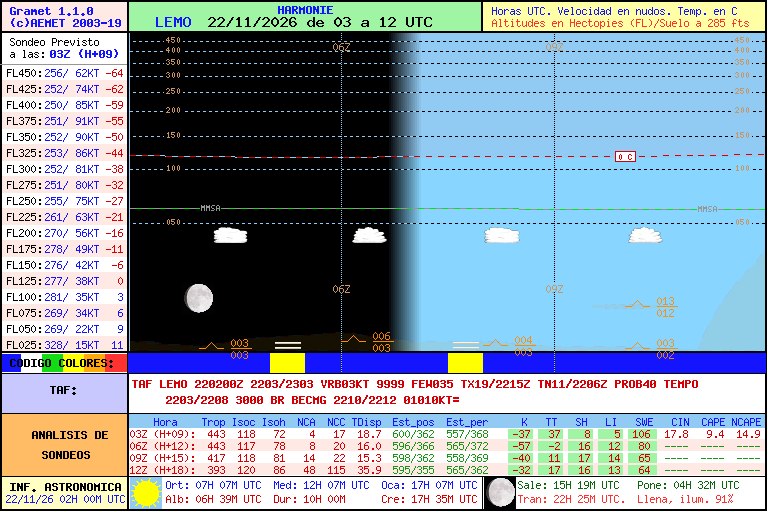 Gramet 1.1.0
(c)AEMET 2003-19
HARMONIE
LEMO 22/11/2026 de 03 a 12 UTC
Horas UTC. Velocidad en nudos. Temp. en C
Altitudes en Hectopies (FL)/Suelo a 285 fts
Sondeo Previsto
a las: 03Z (H+09)
FL450:256/ 62KT -64
FL425:252/ 74KT -62
FL400:250/ 85KT -59
FL375:251/ 91KT -55
FL350:252/ 90KT -50
FL325:253/ 86KT -44
FL300:252/ 81KT -38
FL275:251/ 80KT -32
FL250:255/ 75KT -27
FL225:261/ 63KT -21
FL200:270/ 56KT -16
FL175:278/ 49KT -11
FL150:276/ 42KT -6
FL125:277/ 38KT 0
FL100:281/ 35KT 3
FL075:269/ 34KT 6
FL050:269/ 22KT 9
FL025:328/ 15KT 11
450 06Z 09Z 450
400 400
350 350
300 300
250 250
200 200
150 150
0 C
100 100
MMSA MMSA
050 050
06Z 09Z
013
012
003
003
006
003
004
003
003
002
CODIGO COLORES:
TAF:
TAF LEMO 220200Z 2203/2303 VRB03KT 9999 FEW035 TX19/2215Z TN11/2206Z PROB40 TEMPO
2203/2208 3000 BR BECMG 2210/2212 01010KT=
ANALISIS DE
SONDEOS
Hora Trop Isoc Isoh NCA NCC TDisp Est_pos Est_per K TT SH LI SWE CIN CAPE NCAPE
03Z (H+09): 443 118 72 4 17 18.7 600/362 557/368 -37 37 8 5 106 17.8 9.4 14.9
06Z (H+12): 443 117 78 8 20 16.0 596/366 565/372 -57 -2 16 12 80 ---- ---- ----
09Z (H+15): 417 118 81 14 22 15.3 598/362 558/369 -40 11 17 14 65 ---- ---- ----
12Z (H+18): 393 120 86 48 115 35.9 595/355 565/362 -32 17 16 13 64 ---- ---- ----
INF. ASTRONOMICA
22/11/26 02H 00M UTC
Ort: 07H 07M UTC Med: 12H 07M UTC Oca: 17H 07M UTC
Alb: 06H 39M UTC Dur: 10H 00M Cre: 17H 35M UTC
Sale: 15H 19M UTC Pone: 04H 32M UTC
Tran: 22H 25M UTC. Llena, ilum. 91%